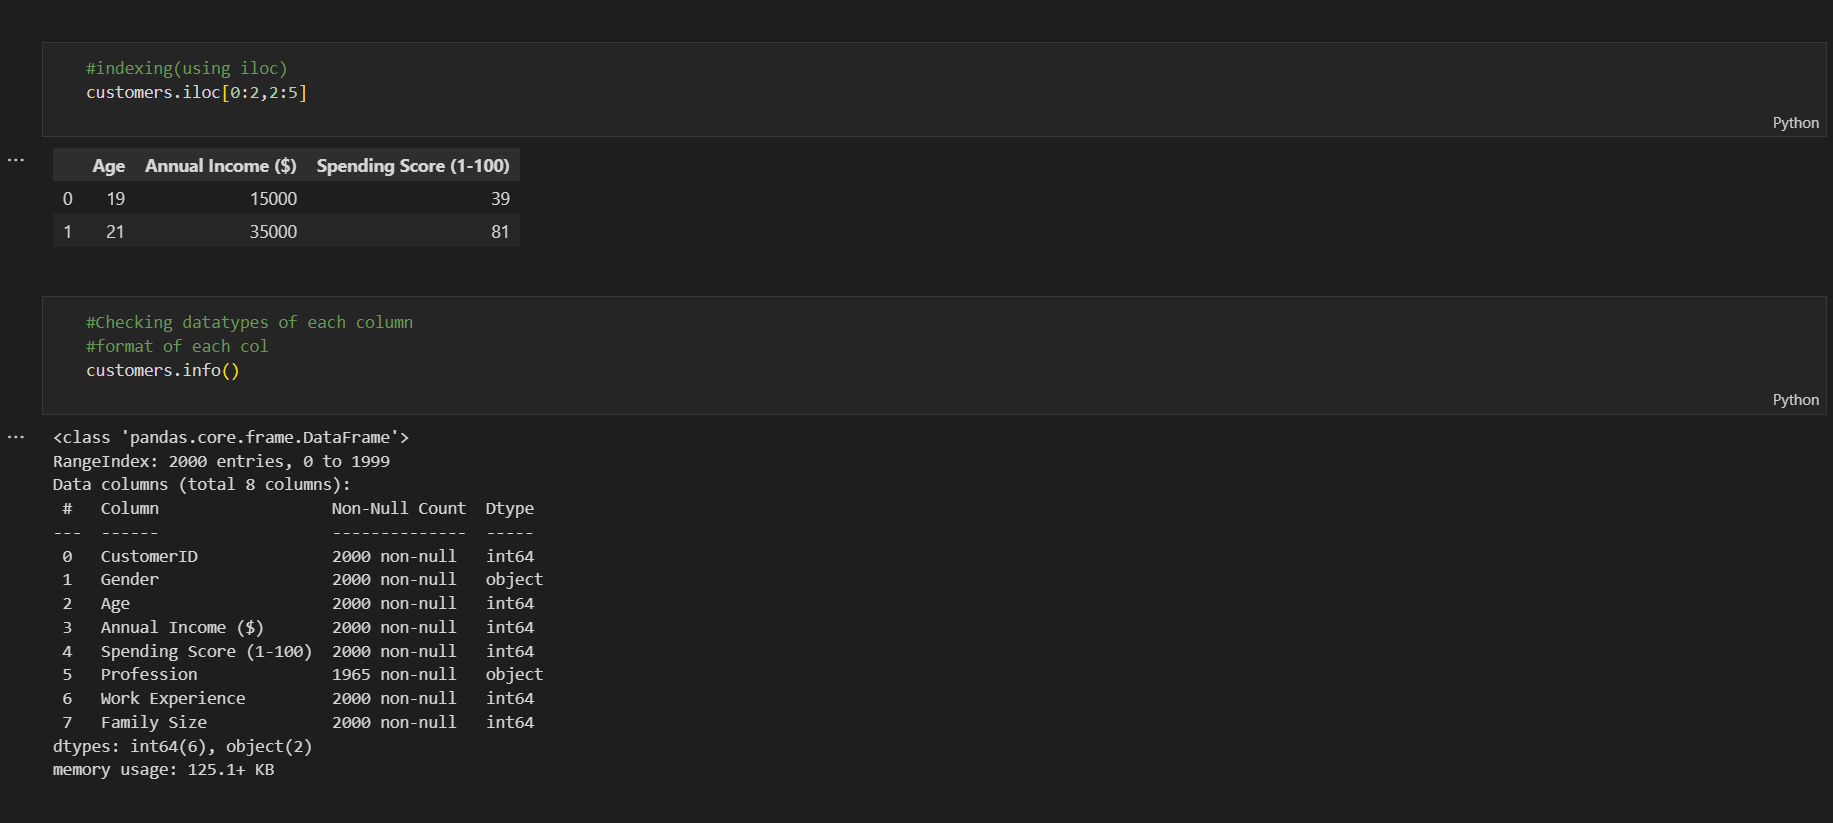 #indexing(using iloc)
customers.iloc[0:2,2:5]
Python
...
Age Annual Income ($) Spending Score (1-100)
0 19 15000 39
1 21 35000 81
#Checking datatypes of each column
#format of each col
customers.info()
Python
...
<class 'pandas.core.frame.DataFrame'>
RangeIndex: 2000 entries, 0 to 1999
Data columns (total 8 columns):
 #   Column                  Non-Null Count  Dtype
---  ------                  --------------  -----
 0   CustomerID              2000 non-null   int64
 1   Gender                  2000 non-null   object
 2   Age                     2000 non-null   int64
 3   Annual Income ($)       2000 non-null   int64
 4   Spending Score (1-100)  2000 non-null   int64
 5   Profession              1965 non-null   object
 6   Work Experience         2000 non-null   int64
 7   Family Size             2000 non-null   int64
dtypes: int64(6), object(2)
memory usage: 125.1+ KB